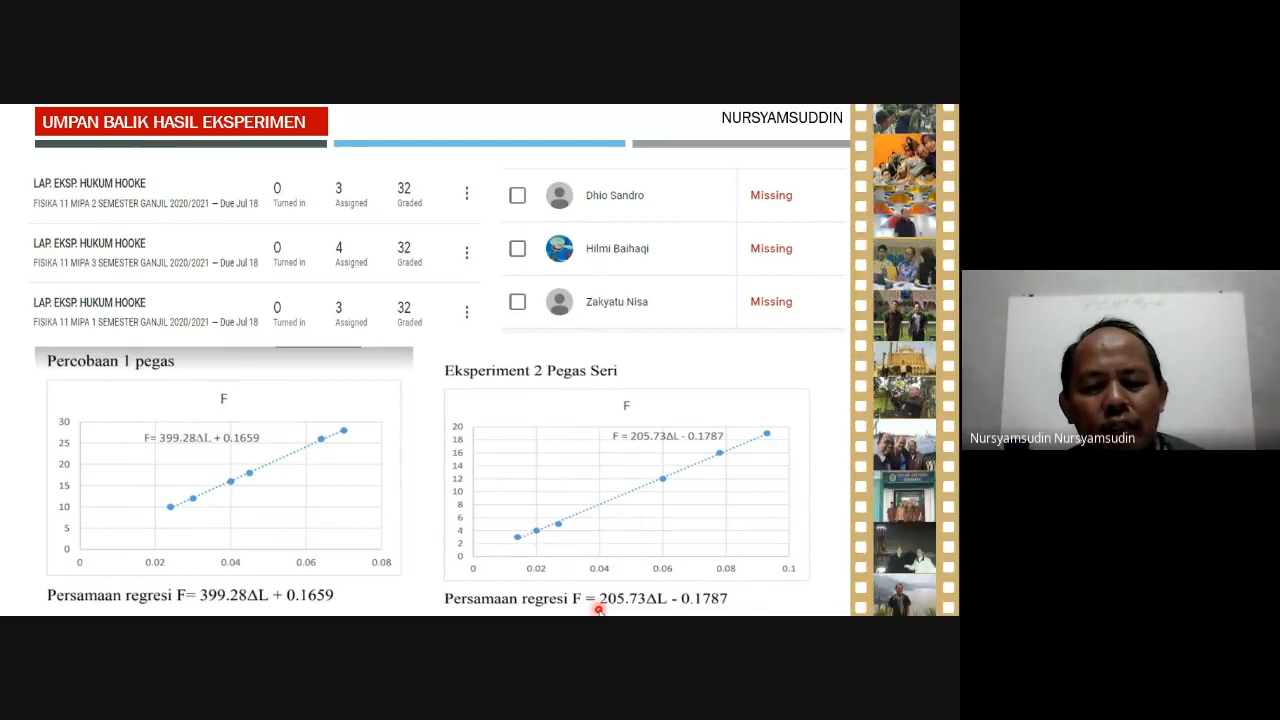 UMPAN BALIK HASIL EKSPERIMEN
NURSYAMSUDDIN
LAP. EKSP. HUKUM HOOKE
FISIKA 11 MIPA 2 SEMESTER GANJIL 2020/2021 – Due Jul 18
0 Turned in
3 Assigned
32 Graded
LAP. EKSP. HUKUM HOOKE
FISIKA 11 MIPA 3 SEMESTER GANJIL 2020/2021 – Due Jul 18
0 Turned in
4 Assigned
32 Graded
LAP. EKSP. HUKUM HOOKE
FISIKA 11 MIPA 1 SEMESTER GANJIL 2020/2021 – Due Jul 18
0 Turned in
3 Assigned
32 Graded
Dhio Sandro Missing
Hilmi Baihaqi Missing
Zakyatu Nisa Missing
Percobaan 1 pegas
F
F= 399.28ΔL + 0.1659
30
25
20
15
10
5
0
0 0.02 0.04 0.06 0.08
Persamaan regresi F= 399.28ΔL + 0.1659
Eksperiment 2 Pegas Seri
F
F = 205.73ΔL - 0.1787
20
18
16
14
12
10
8
6
4
2
0
0 0.02 0.04 0.06 0.08 0.1
Persamaan regresi F = 205.73ΔL - 0.1787
Nursyamsudin Nursyamsudin